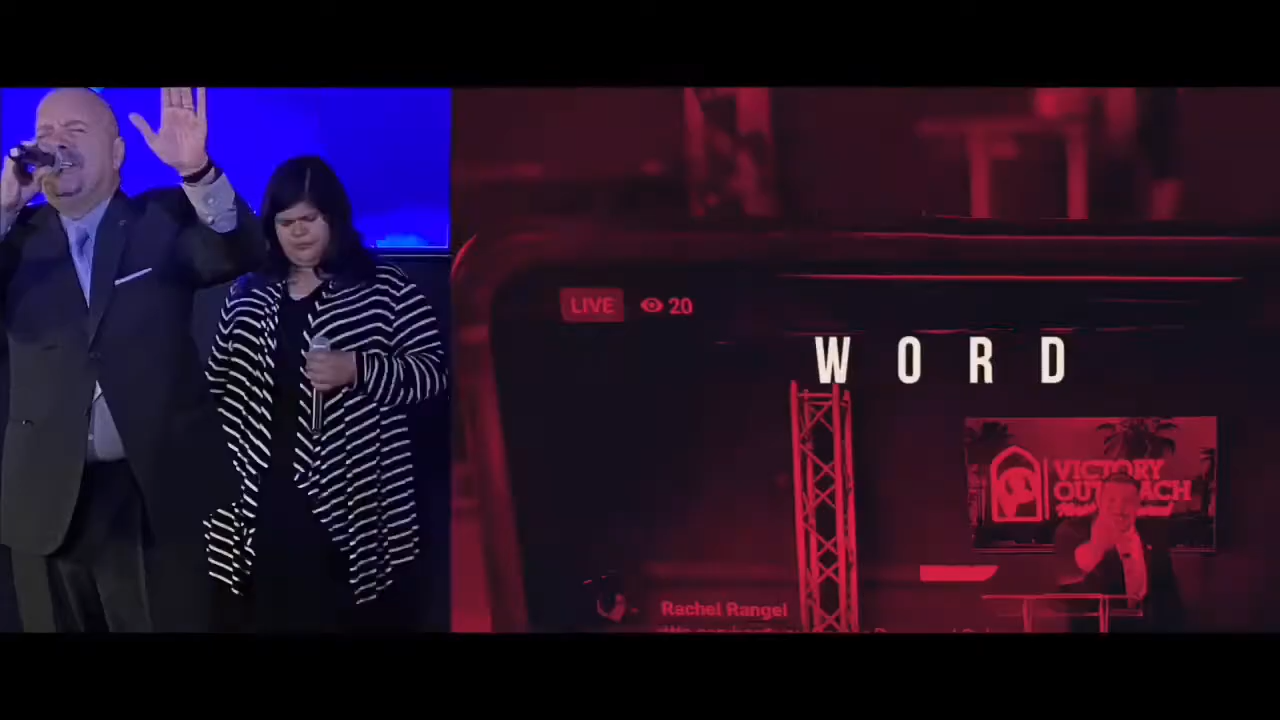 LIVE 20
W O R D
VICTORY
OUTREACH
Rachel Rangel